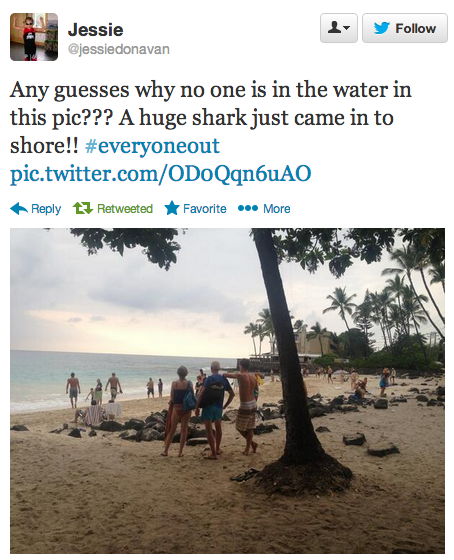 Jessie
@jessiedonavan
Follow
Any guesses why no one is in the water in
this pic??? A huge shark just came in to
shore!! #everyoneout
pic.twitter.com/ODoQqn6uAO
Reply Retweeted Favorite More